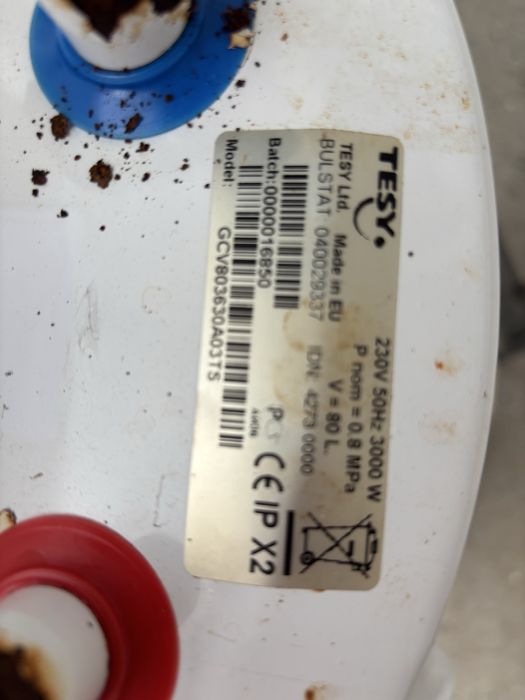 TESY
TESY Ltd. Made in EU
BULSTAT 040029337 IDN: 4273 0000
Batch:0000016850
Model:
GCV803630A03TS
230V 50Hz 3000 W
P nom = 0.8 MPa
V = 80 L.
CE IP X2